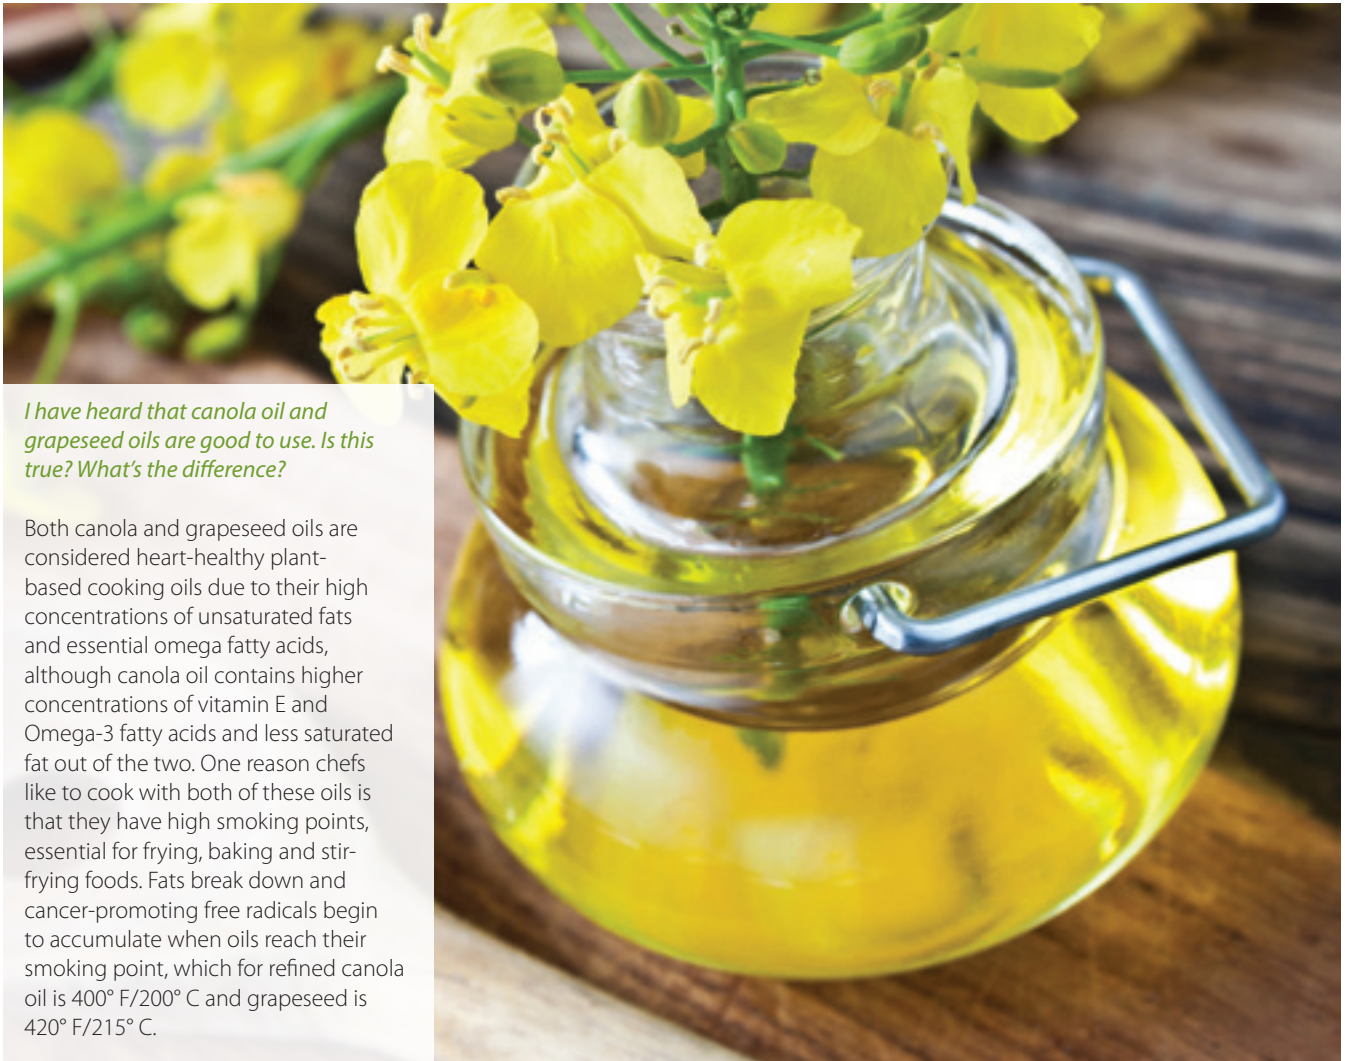 I have heard that canola oil and
grapeseed oils are good to use. Is this
true? What’s the difference?
Both canola and grapeseed oils are
considered heart-healthy plant-
based cooking oils due to their high
concentrations of unsaturated fats
and essential omega fatty acids,
although canola oil contains higher
concentrations of vitamin E and
Omega-3 fatty acids and less saturated
fat out of the two. One reason chefs
like to cook with both of these oils is
that they have high smoking points,
essential for frying, baking and stir-
frying foods. Fats break down and
cancer-promoting free radicals begin
to accumulate when oils reach their
smoking point, which for refined canola
oil is 400° F/200° C and grapeseed is
420° F/215° C.